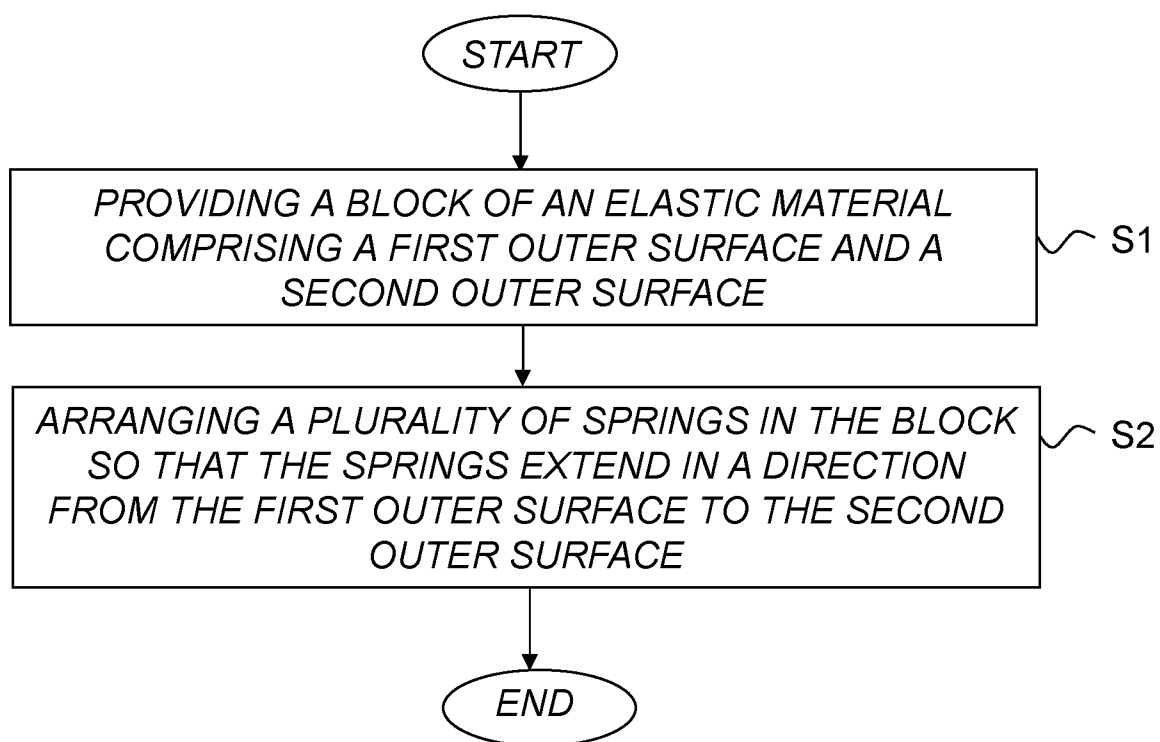 START
PROVIDING A BLOCK OF AN ELASTIC MATERIAL
COMPRISING A FIRST OUTER SURFACE AND A
SECOND OUTER SURFACE
S1
ARRANGING A PLURALITY OF SPRINGS IN THE BLOCK
SO THAT THE SPRINGS EXTEND IN A DIRECTION
FROM THE FIRST OUTER SURFACE TO THE SECOND
OUTER SURFACE
S2
END